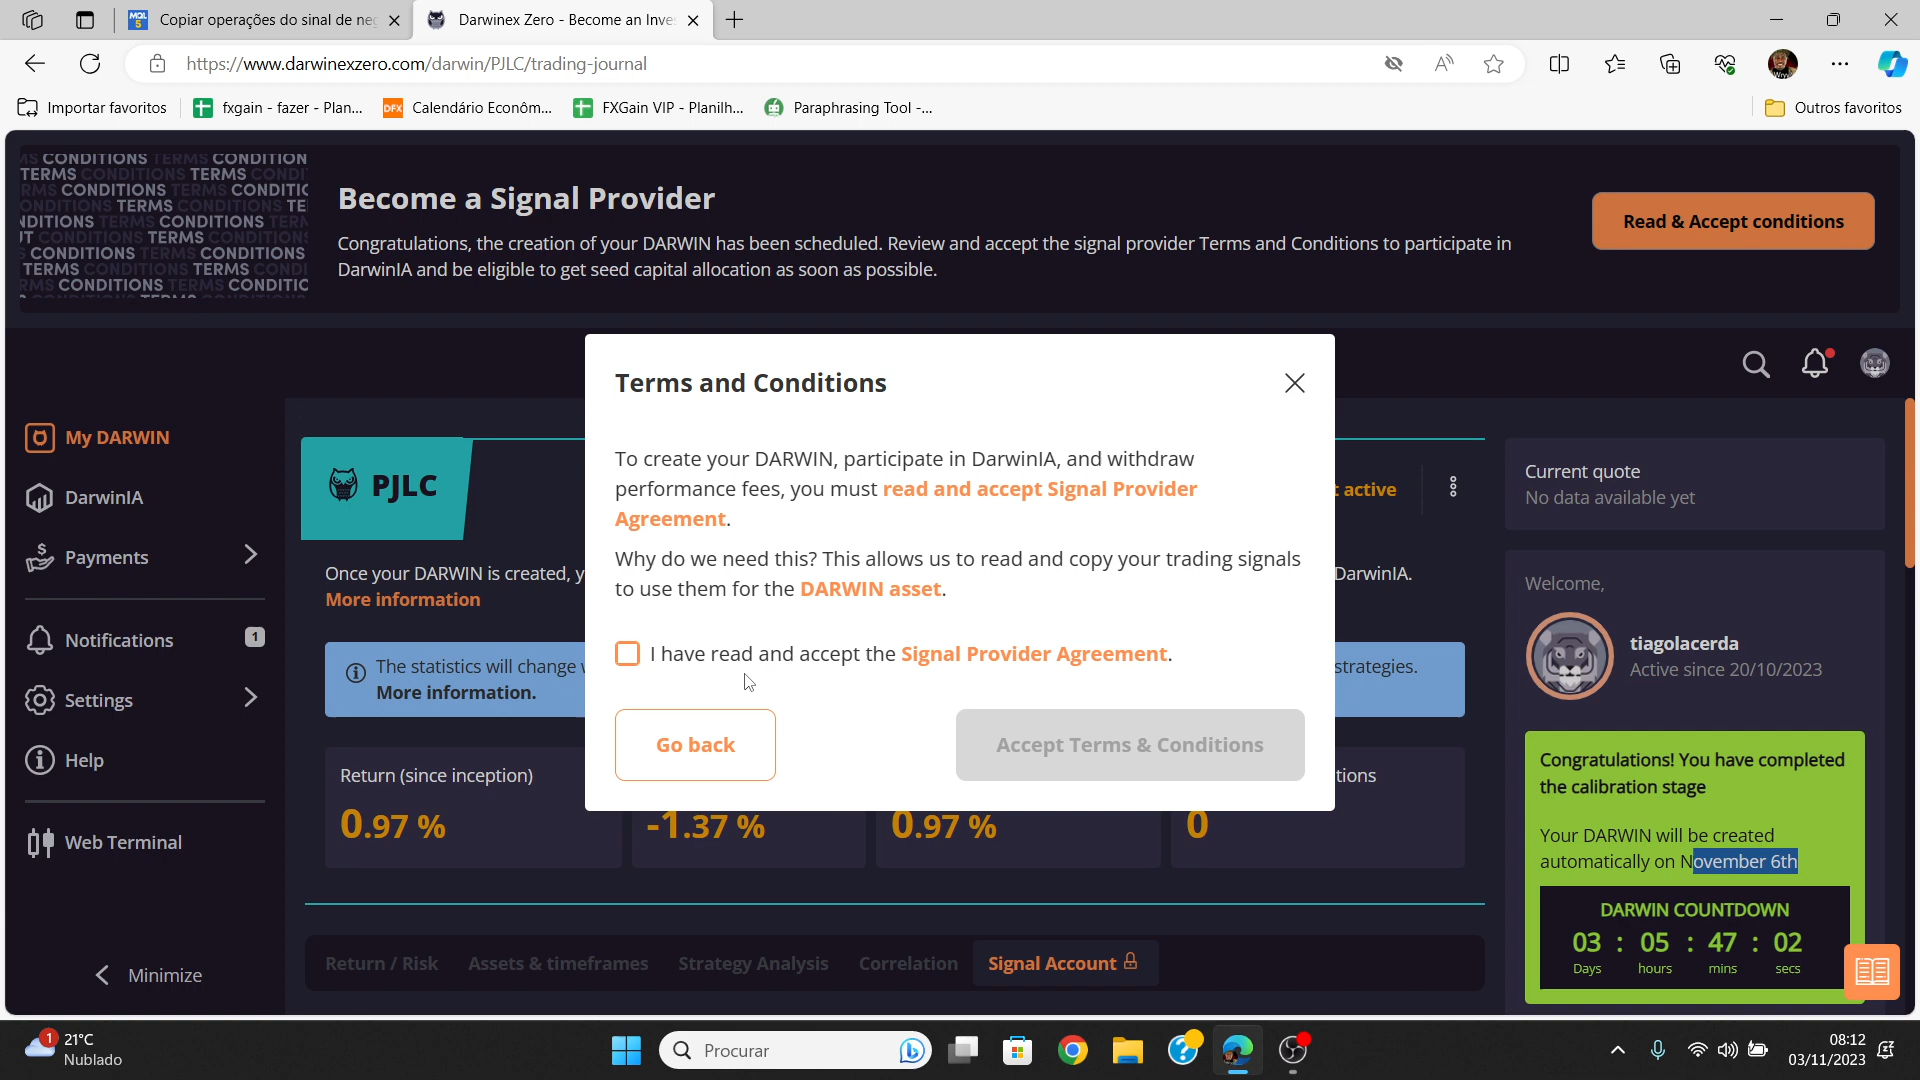 Copiar operações do sinal de neg
Darwinex Zero - Become an Inve
https://www.darwinexzero.com/darwin/PJLC/trading-journal
Importar favoritos
fxgain - fazer - Plan...
Calendário Econôm...
FXGain VIP - Planilh...
Paraphrasing Tool -...
Outros favoritos
Become a Signal Provider
Congratulations, the creation of your DARWIN has been scheduled. Review and accept the signal provider Terms and Conditions to participate in
DarwinIA and be eligible to get seed capital allocation as soon as possible.
Read & Accept conditions
My DARWIN
DarwinIA
Payments
Notifications
1
Settings
Help
Web Terminal
Minimize
PJLC
t active
Once your DARWIN is created, y
DarwinIA.
More information
The statistics will change
strategies.
More information.
Return (since inception)
tions
0.97 %
-1.37 %
0.97 %
0
Return / Risk
Assets & timeframes
Strategy Analysis
Correlation
Signal Account
Terms and Conditions
To create your DARWIN, participate in DarwinIA, and withdraw
performance fees, you must read and accept Signal Provider
Agreement.
Why do we need this? This allows us to read and copy your trading signals
to use them for the DARWIN asset.
I have read and accept the Signal Provider Agreement.
Go back
Accept Terms & Conditions
Current quote
No data available yet
Welcome,
tiagolacerda
Active since 20/10/2023
Congratulations! You have completed
the calibration stage
Your DARWIN will be created
automatically on November 6th
DARWIN COUNTDOWN
03 : 05 : 47 : 02
Days hours mins secs
1
21°C
Nublado
Procurar
08:12
03/11/2023